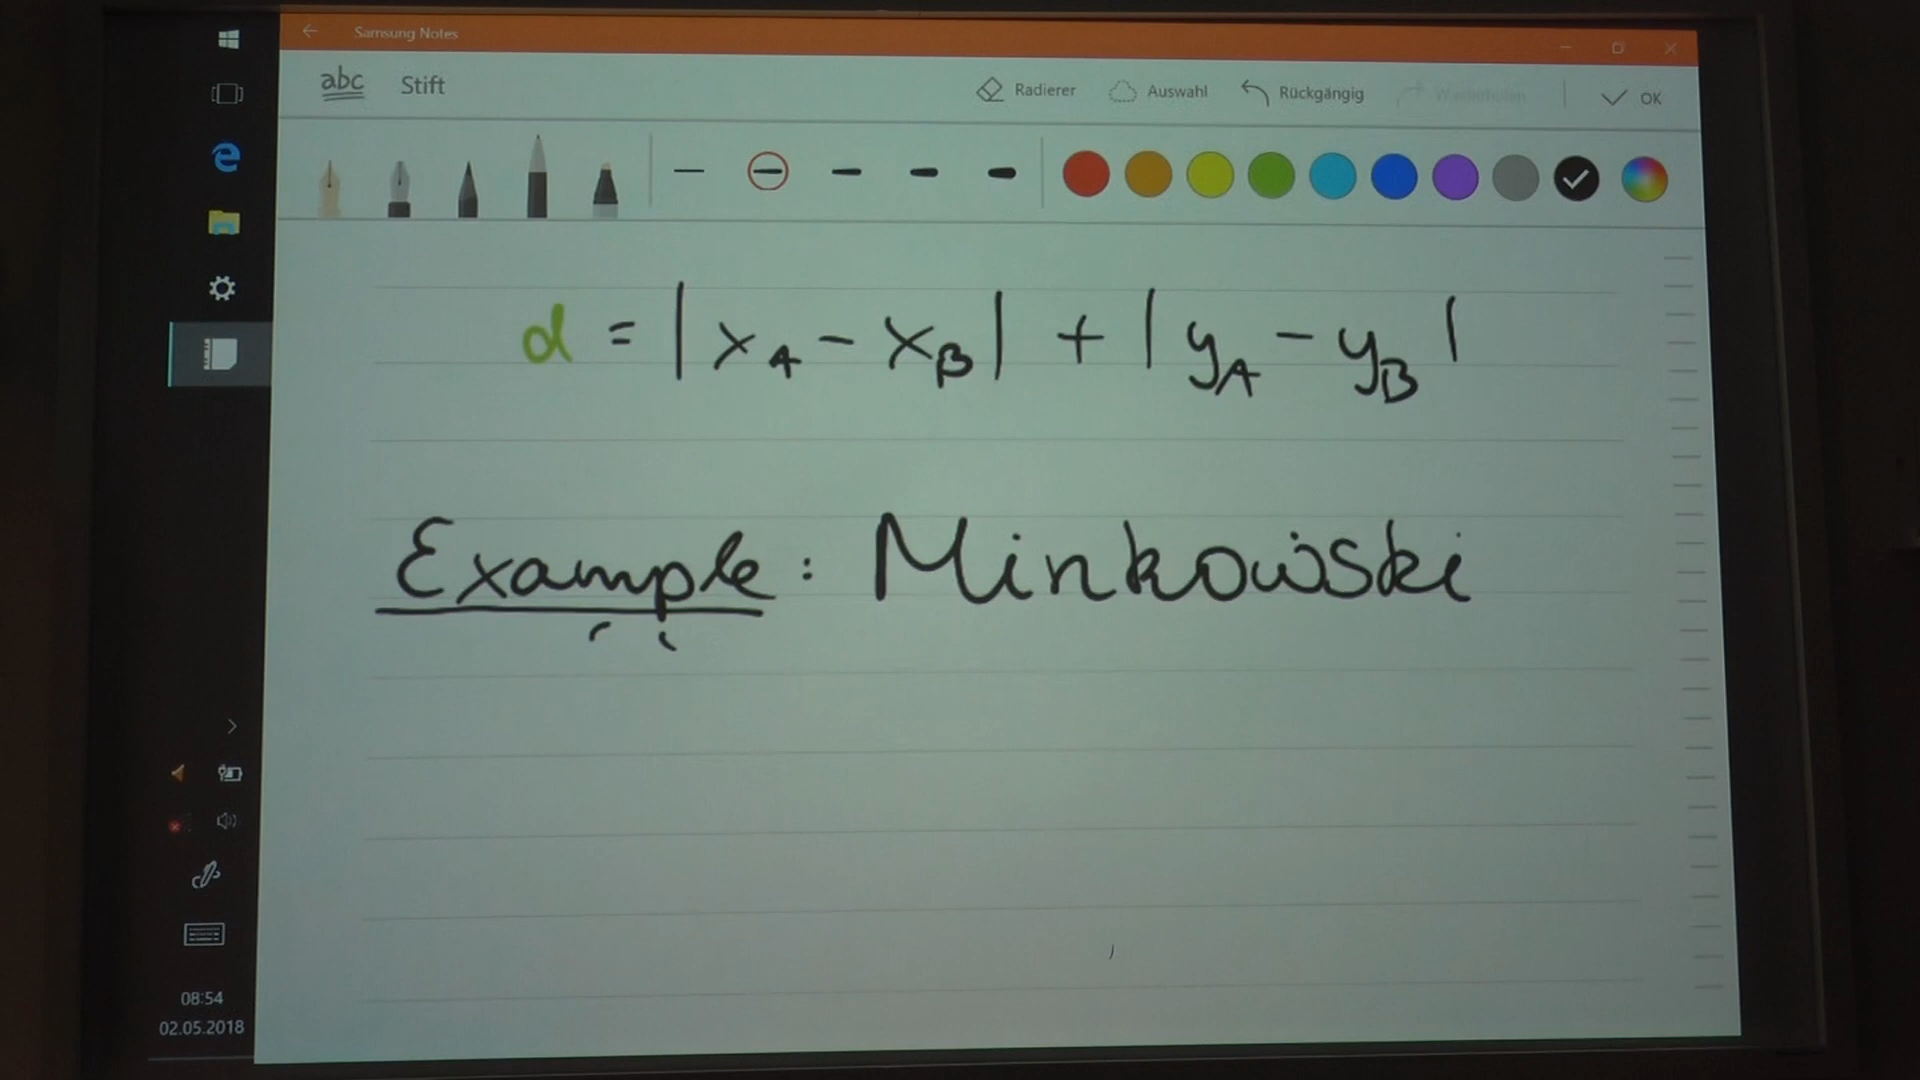 Samsung Notes
abc Stift Radierer Auswahl Rückgängig Wiederholen OK
d = | x_A - x_B | + | y_A - y_B |
Example: Minkowski
08:54
02.05.2018